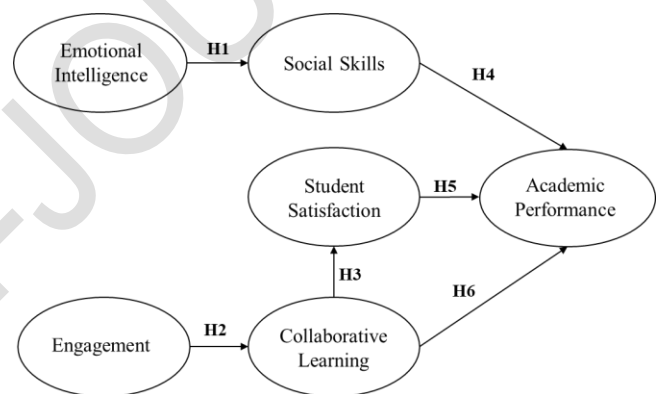 Emotional
Intelligence
H1
Social Skills
H4
Student
Satisfaction
H5
Academic
Performance
H3
H6
Engagement
H2
Collaborative
Learning